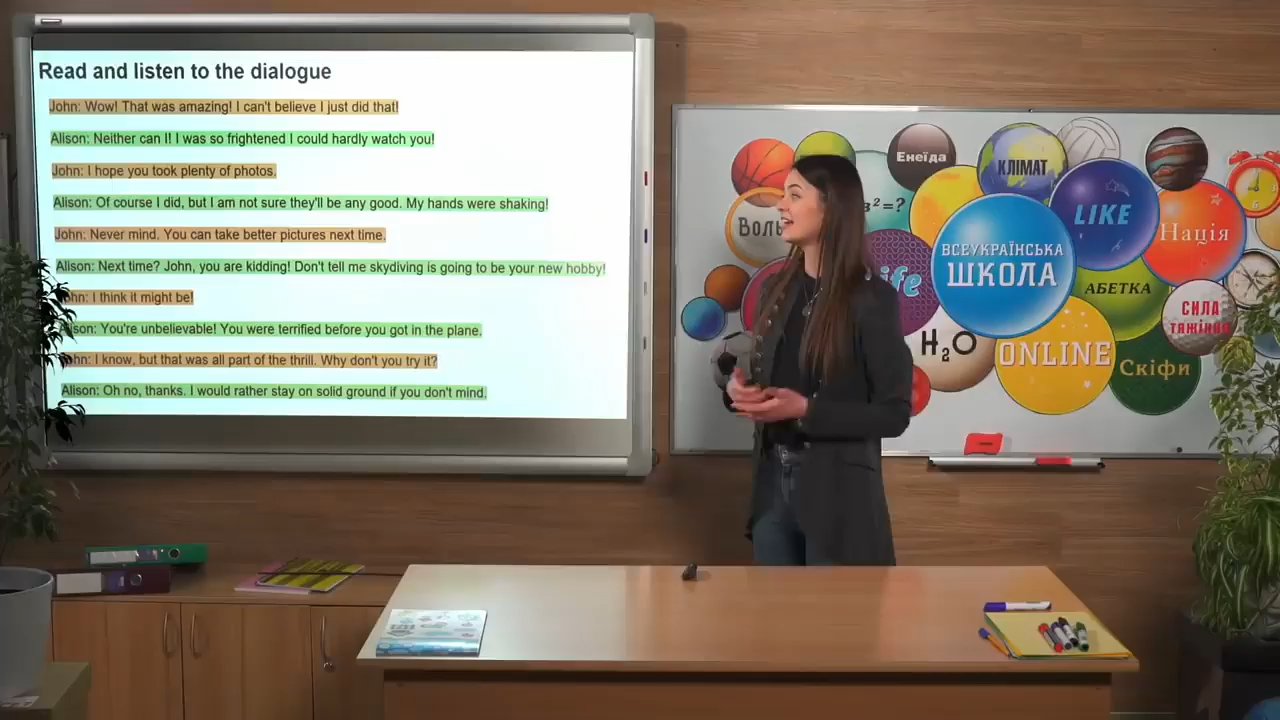 Read and listen to the dialogue
John: Wow! That was amazing! I can't believe I just did that!
Alison: Neither can I! I was so frightened I could hardly watch you!
John: I hope you took plenty of photos.
Alison: Of course I did, but I am not sure they'll be any good. My hands were shaking!
John: Never mind. You can take better pictures next time.
Alison: Next time? John, you are kidding! Don't tell me skydiving is going to be your new hobby!
John: I think it might be!
Alison: You're unbelievable! You were terrified before you got in the plane.
John: I know, but that was all part of the thrill. Why don't you try it?
Alison: Oh no, thanks. I would rather stay on solid ground if you don't mind.
Енеїда
КЛІМАТ
LIKE
Нація
ВСЕУКРАЇНСЬКА
ШКОЛА
АБЕТКА
СИЛА
ТЯЖІННЯ
H₂O
ONLINE
Скіфи